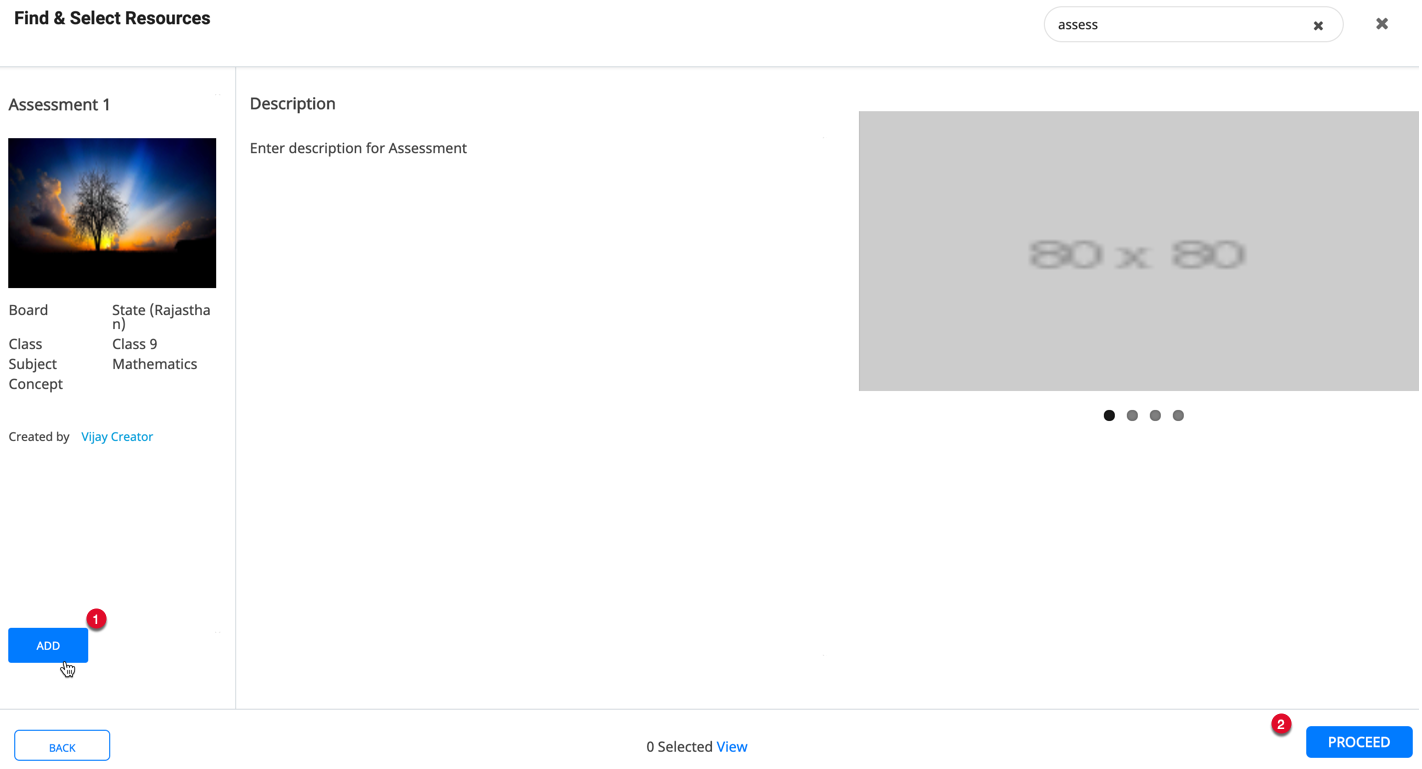 Find & Select Resources
assess
Assessment 1
Board State (Rajastha
n)
Class Class 9
Subject Mathematics
Concept
Created by Vijay Creator
1
ADD
Description
Enter description for Assessment
80 x 80
BACK
0 Selected View
2
PROCEED